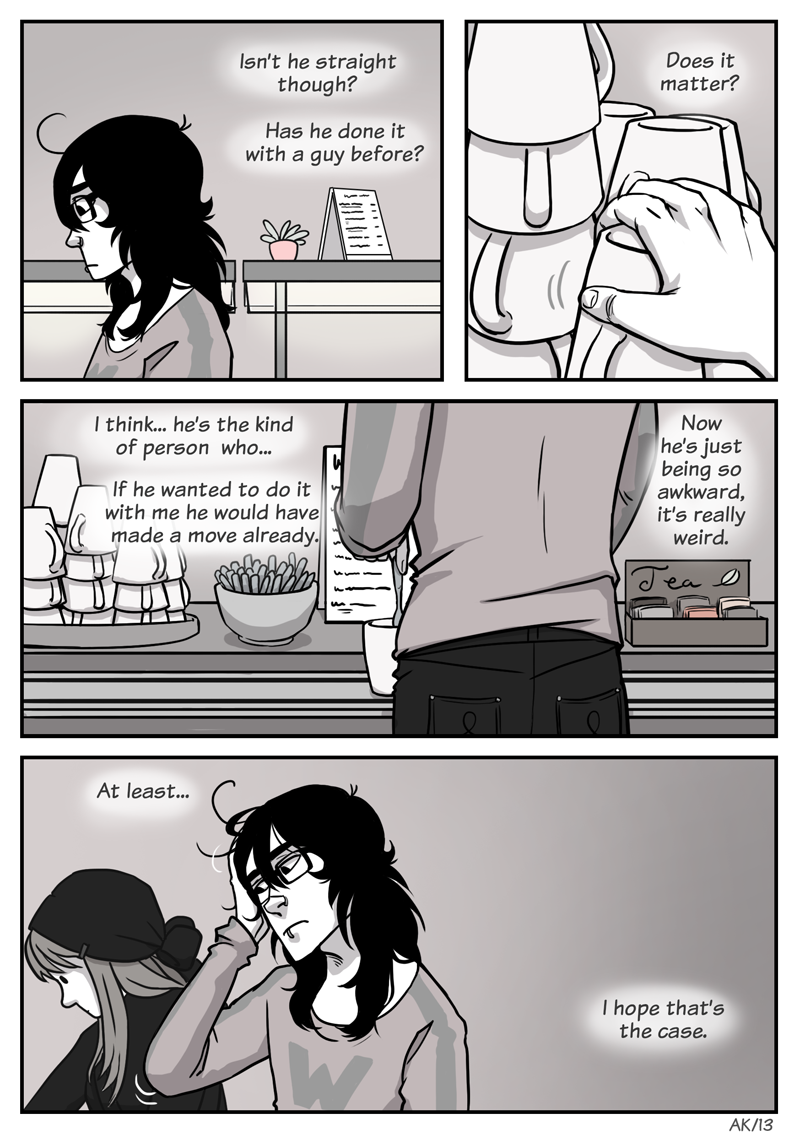 Isn't he straight
though?
Has he done it
with a guy before?
Does it
matter?
I think... he's the kind
of person who...
If he wanted to do it
with me he would have
made a move already.
Now
he's just
being so
awkward,
it's really
weird.
Tea
At least...
W
I hope that's
the case.
AK/13